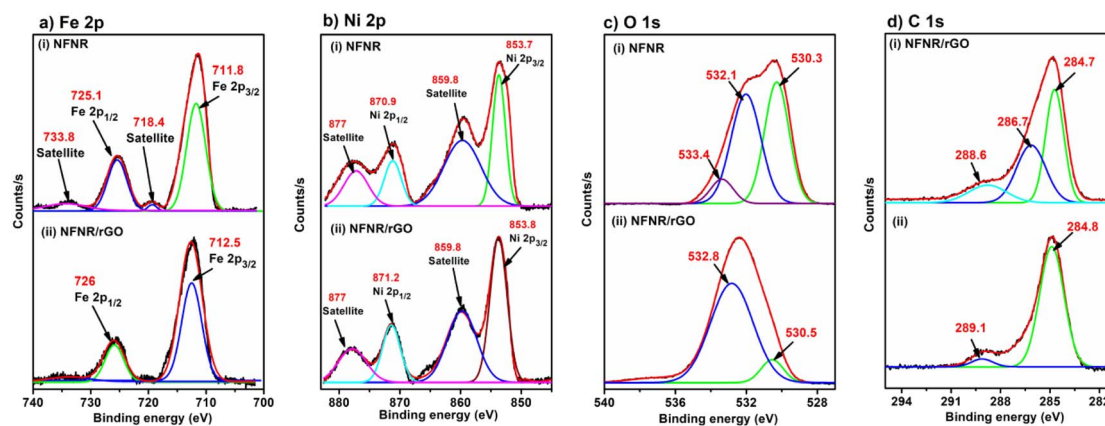 a) Fe 2p
(i) NFNR
711.8
Fe 2p3/2
725.1
Fe 2p1/2
718.4
Satellite
733.8
Satellite
(ii) NFNR/rGO
712.5
Fe 2p3/2
726
Fe 2p1/2
Counts/s
740 730 720 710 700
Binding energy (eV)
b) Ni 2p
(i) NFNR
853.7
Ni 2p3/2
859.8
Satellite
870.9
Ni 2p1/2
877
Satellite
(ii) NFNR/rGO
853.8
Ni 2p3/2
859.8
Satellite
871.2
Ni 2p1/2
877
Satellite
Counts/s
880 870 860 850
Binding energy (eV)
c) O 1s
(i) NFNR
532.1
530.3
533.4
(ii) NFNR/rGO
532.8
530.5
Counts/s
540 536 532 528
Binding energy (eV)
d) C 1s
(i) NFNR/rGO
284.7
286.7
288.6
(ii)
284.8
289.1
Counts/s
294 291 288 285 282
Binding energy (eV)